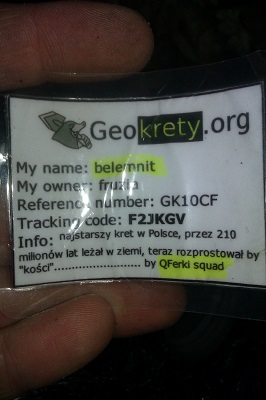 Geokrety.org
My name: belemnit
My owner: fruzia
Reference number: GK10CF
Tracking code: F2JKGV
Info: najstarszy kret w Polsce, przez 210
milionów lat leżał w ziemi, teraz rozprostował by
"kości"........................... by QFerki squad